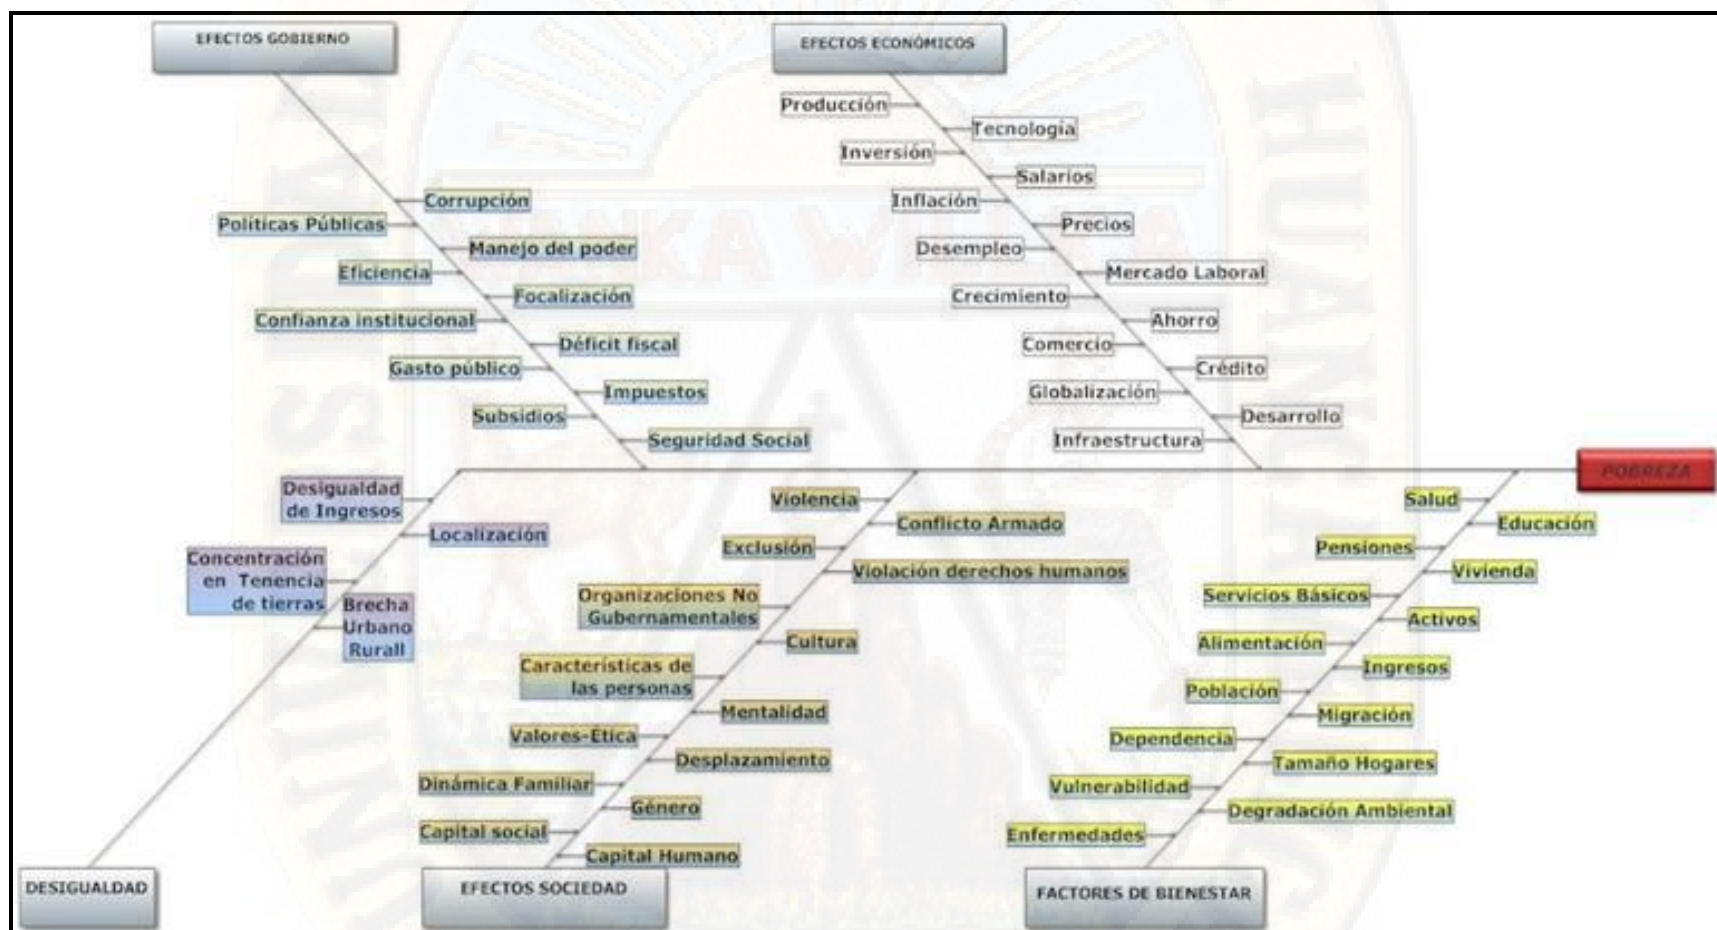 EFECTOS GOBIERNO
EFECTOS ECONÓMICOS
Producción
Tecnología
Inversión
Salarios
Inflación
Precios
Desempleo
Mercado Laboral
Crecimiento
Ahorro
Comercio
Crédito
Globalización
Desarrollo
Infraestructura
Corrupción
Políticas Públicas
Manejo del poder
Eficiencia
Focalización
Confianza institucional
Déficit fiscal
Gasto público
Impuestos
Subsidios
Seguridad Social
POBREZA
Desigualdad
de Ingresos
Localización
Concentración
en Tenencia
de tierras
Brecha
Urbano
Rurall
Violencia
Conflicto Armado
Exclusión
Violación derechos humanos
Organizaciones No
Gubernamentales
Cultura
Características de
las personas
Mentalidad
Valores-Ética
Desplazamiento
Dinámica Familiar
Género
Capital social
Capital Humano
Salud
Educación
Pensiones
Vivienda
Servicios Básicos
Activos
Alimentación
Ingresos
Población
Migración
Dependencia
Tamaño Hogares
Vulnerabilidad
Degradación Ambiental
Enfermedades
DESIGUALDAD
EFECTOS SOCIEDAD
FACTORES DE BIENESTAR